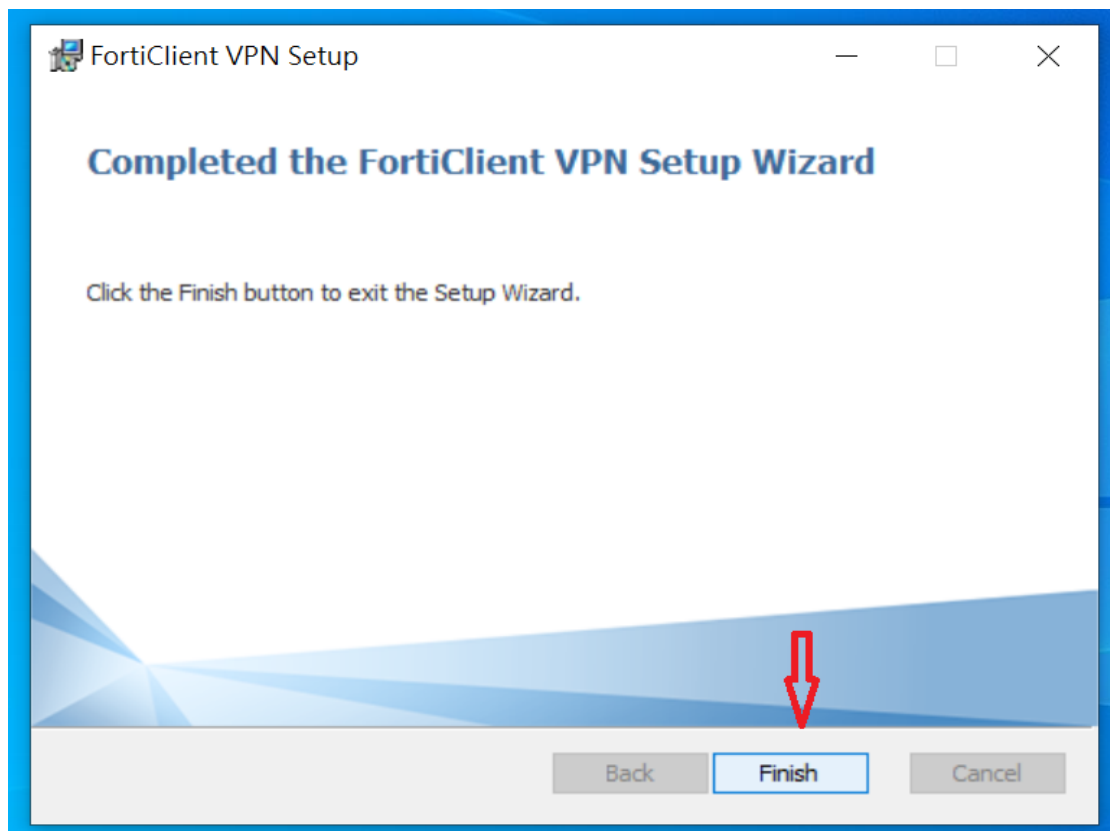 FortiClient VPN Setup
Completed the FortiClient VPN Setup Wizard
Click the Finish button to exit the Setup Wizard.
Back Finish Cancel